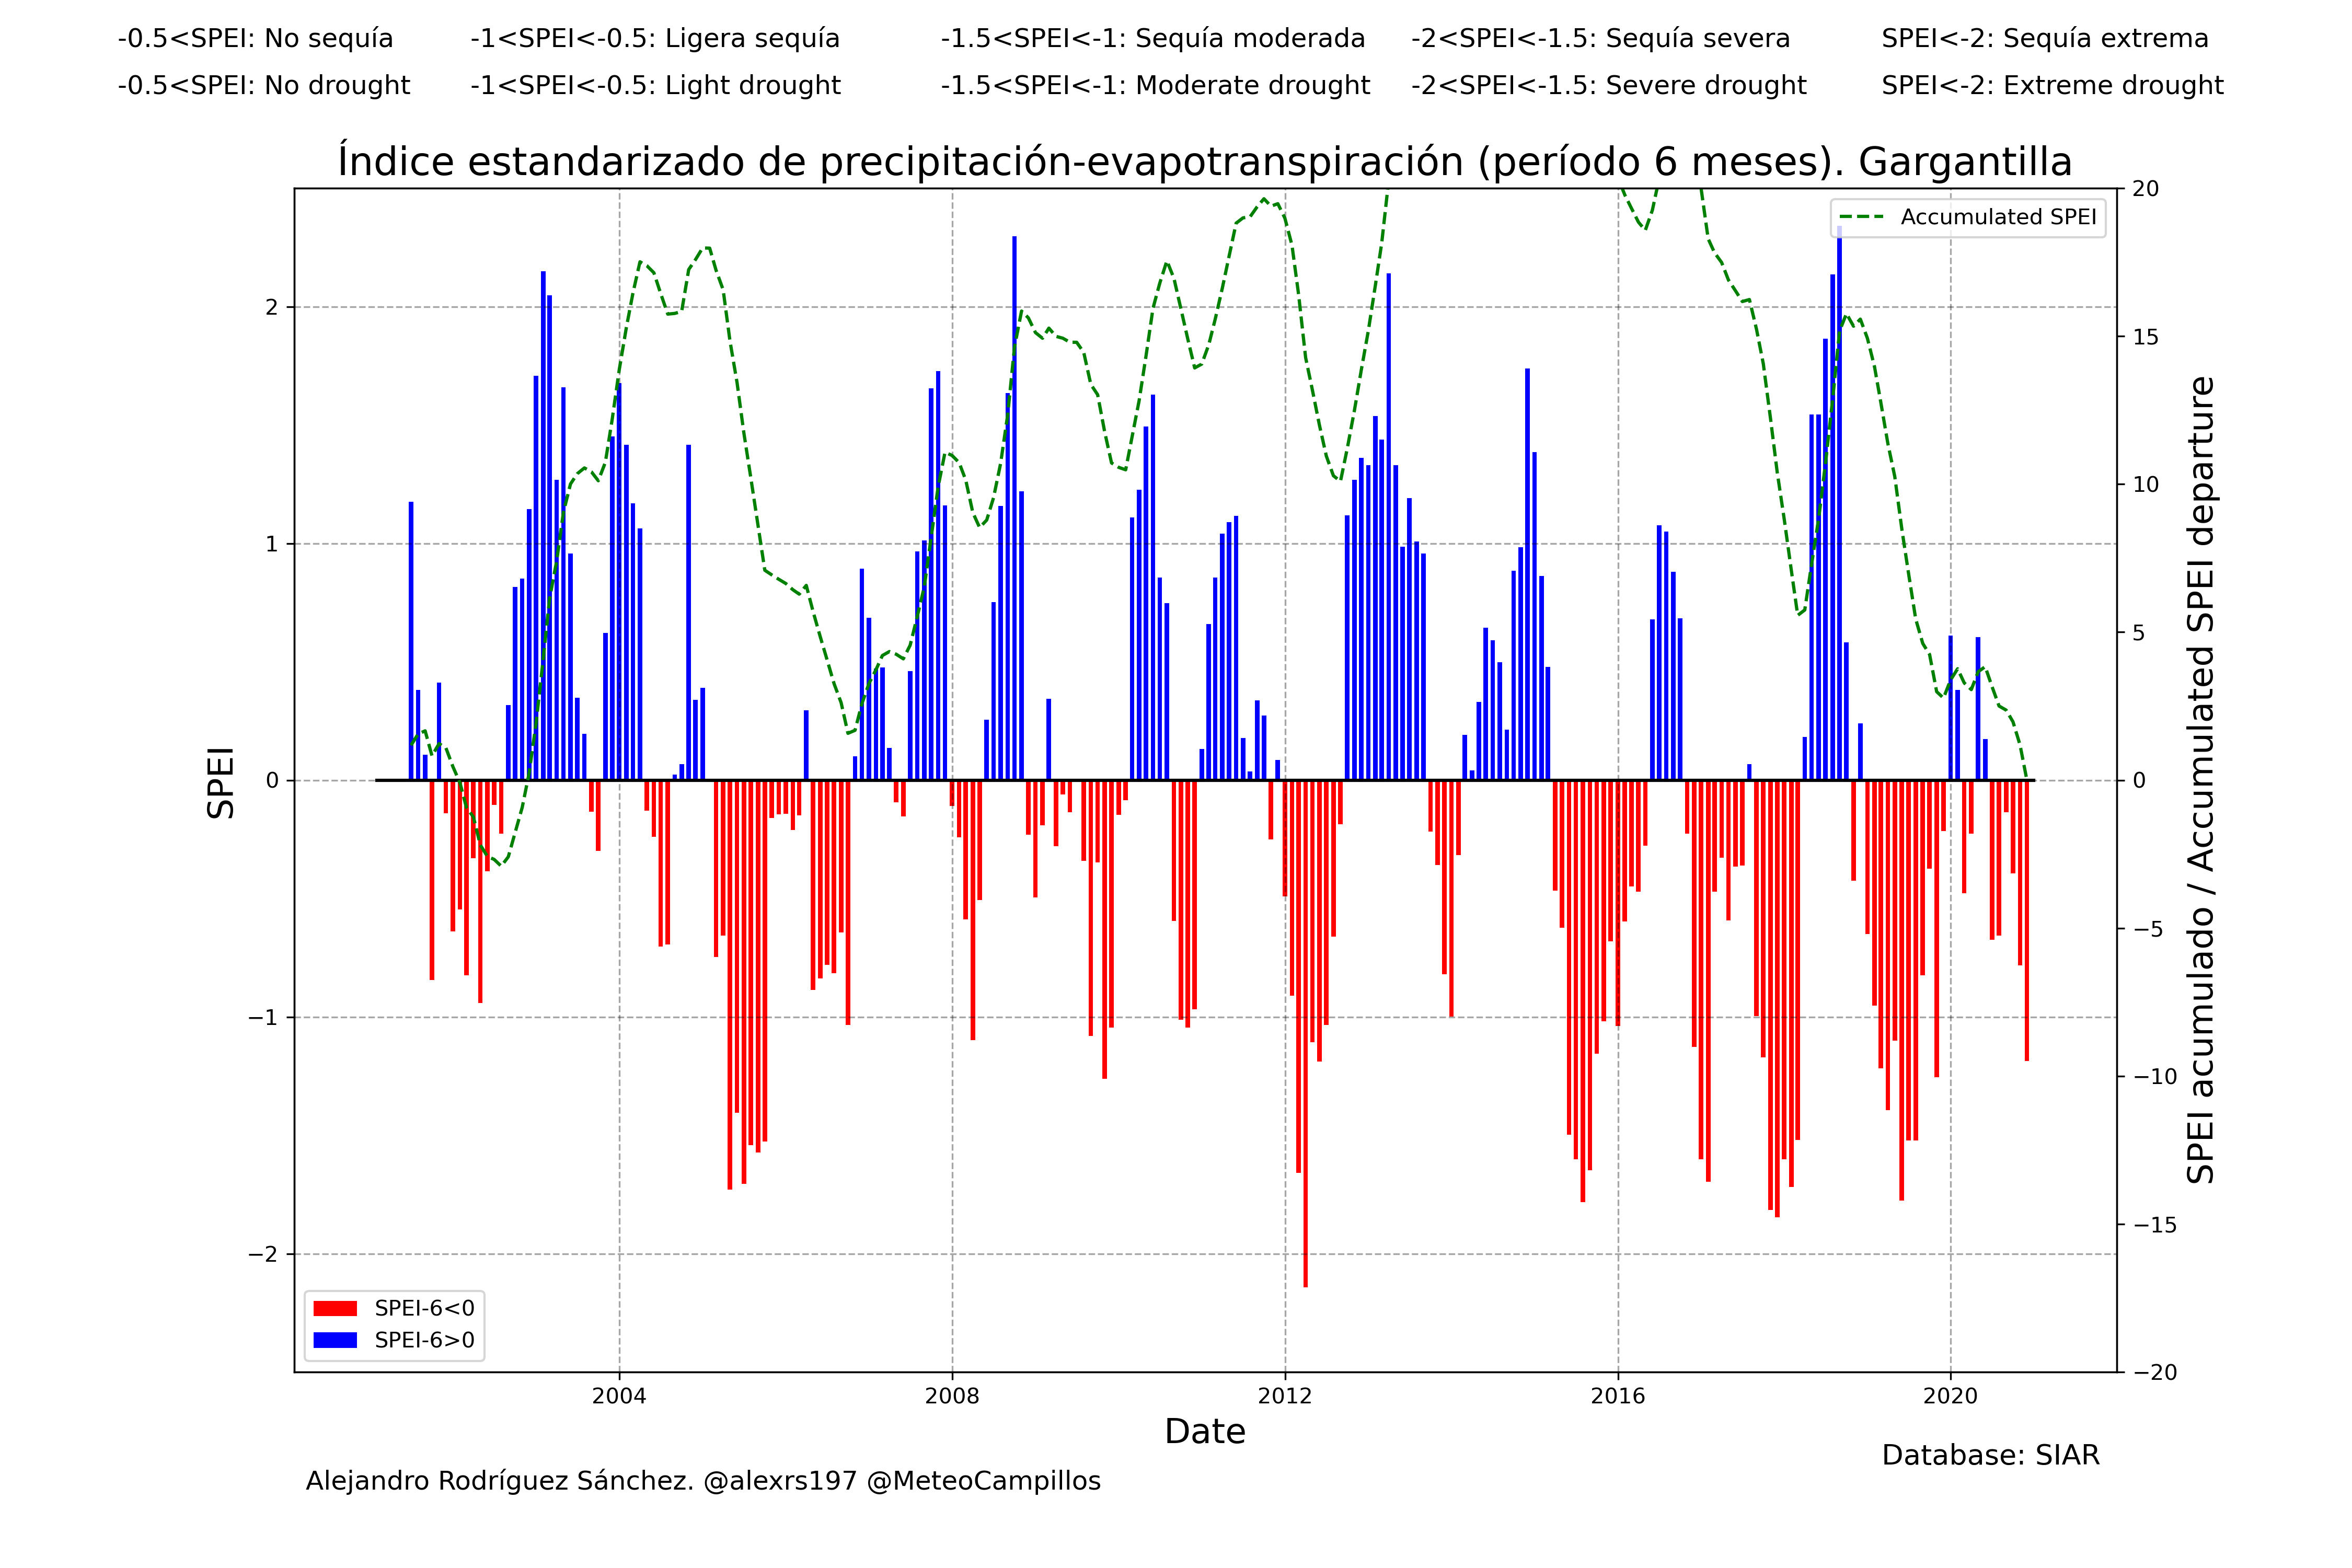 -0.5<SPEI: No sequía
-1<SPEI<-0.5: Ligera sequía
-1.5<SPEI<-1: Sequía moderada
-2<SPEI<-1.5: Sequía severa
SPEI<-2: Sequía extrema
-0.5<SPEI: No drought
-1<SPEI<-0.5: Light drought
-1.5<SPEI<-1: Moderate drought
-2<SPEI<-1.5: Severe drought
SPEI<-2: Extreme drought
Índice estandarizado de precipitación-evapotranspiración (período 6 meses). Gargantilla
SPEI
2
1
0
−1
−2
Accumulated SPEI
20
15
10
5
0
−5
−10
−15
−20
SPEI acumulado / Accumulated SPEI departure
SPEI-6<0
SPEI-6>0
2004
2008
2012
2016
2020
Date
Database: SIAR
Alejandro Rodríguez Sánchez. @alexrs197 @MeteoCampillos